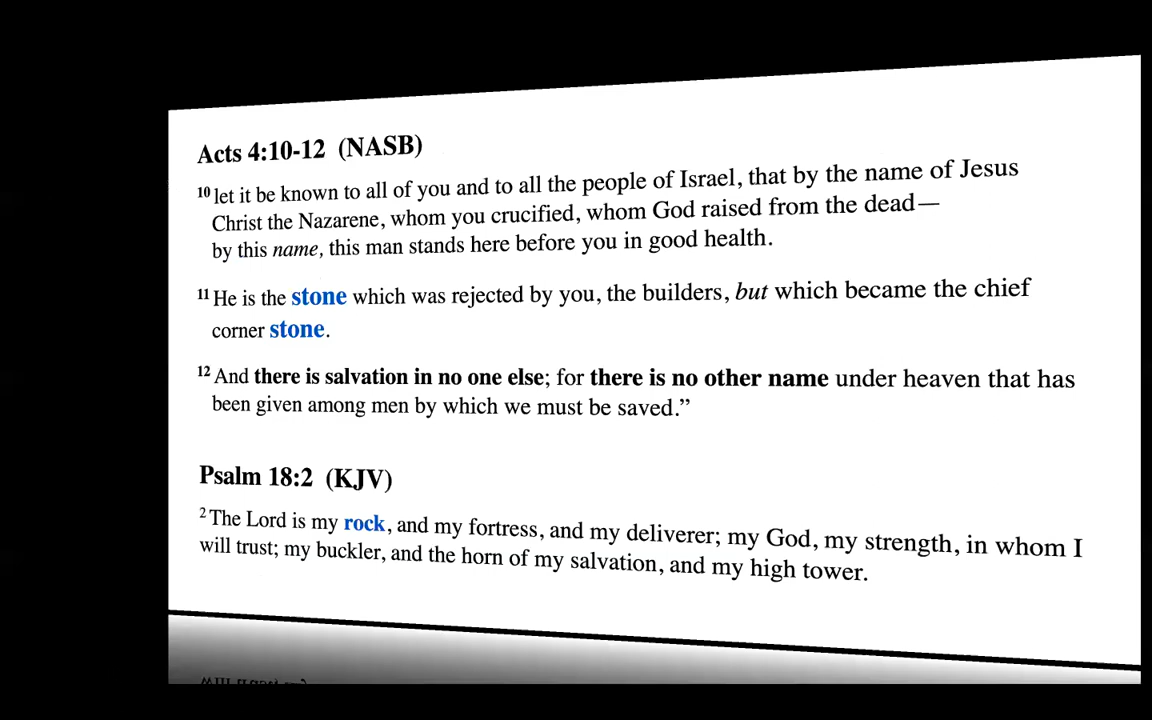 Acts 4:10-12 (NASB)
10 let it be known to all of you and to all the people of Israel, that by the name of Jesus
Christ the Nazarene, whom you crucified, whom God raised from the dead—
by this name, this man stands here before you in good health.
11 He is the stone which was rejected by you, the builders, but which became the chief
corner stone.
12 And there is salvation in no one else; for there is no other name under heaven that has
been given among men by which we must be saved.”
Psalm 18:2 (KJV)
2 The Lord is my rock, and my fortress, and my deliverer; my God, my strength, in whom I
will trust; my buckler, and the horn of my salvation, and my high tower.